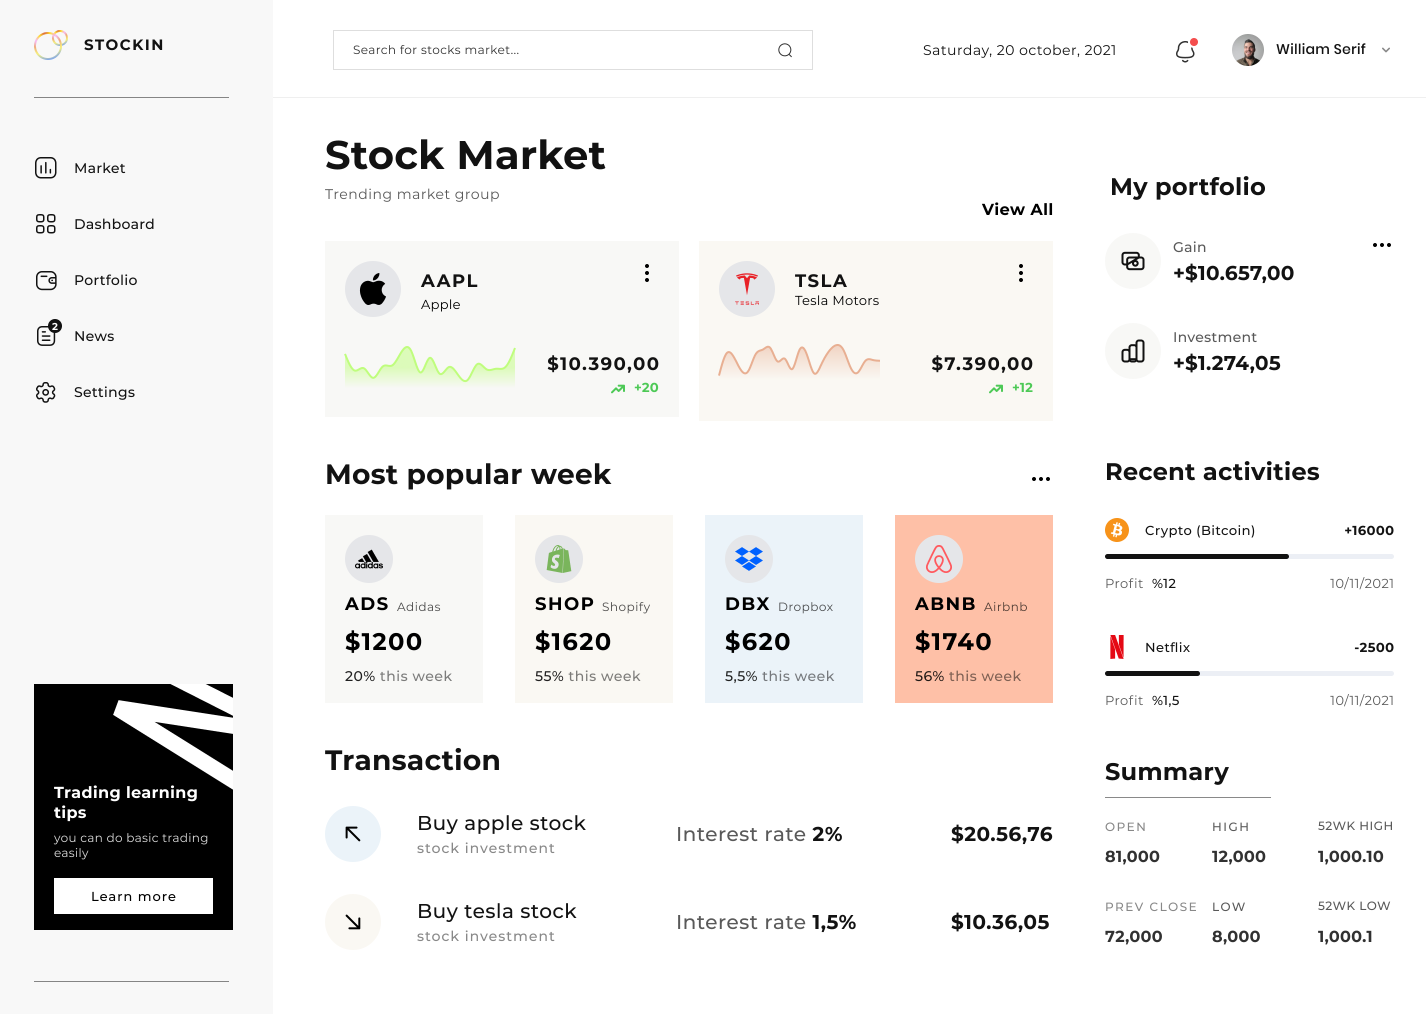 STOCKIN
Search for stocks market...
Saturday, 20 october, 2021
William Serif
Market
Dashboard
Portfolio
2
News
Settings
Trading learning
tips
you can do basic trading
easily
Learn more
Stock Market
Trending market group
View All
AAPL
Apple
$10.390,00
+20
TESLA
TSLA
Tesla Motors
$7.390,00
+12
Most popular week
adidas
ADS Adidas
$1200
20% this week
S
SHOP Shopify
$1620
55% this week
DBX Dropbox
$620
5,5% this week
ABNB Airbnb
$1740
56% this week
Transaction
Buy apple stock
stock investment
Interest rate 2%
$20.56,76
Buy tesla stock
stock investment
Interest rate 1,5%
$10.36,05
My portfolio
Gain
+$10.657,00
Investment
+$1.274,05
Recent activities
Crypto (Bitcoin) +16000
Profit %12 10/11/2021
N
Netflix -2500
Profit %1,5 10/11/2021
Summary
OPEN HIGH 52WK HIGH
81,000 12,000 1,000.10
PREV CLOSE LOW 52WK LOW
72,000 8,000 1,000.1